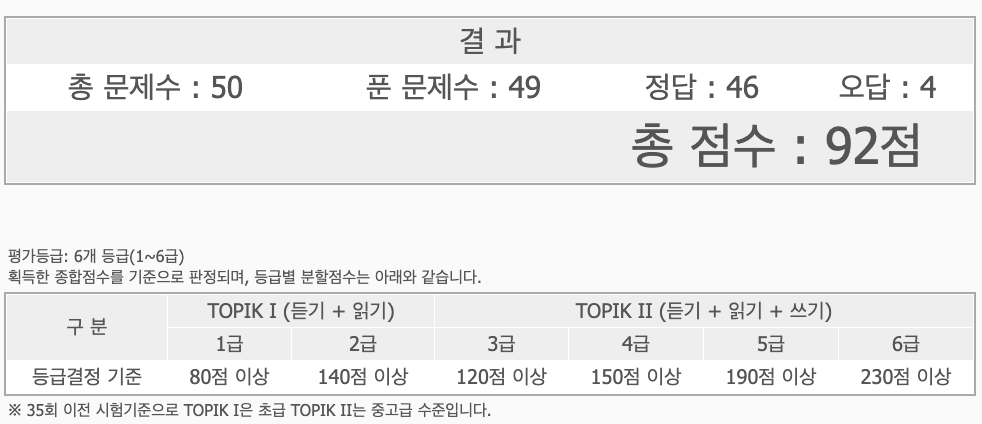 결 과
총 문제수 : 50 푼 문제수 : 49 정답 : 46 오답 : 4
총 점수 : 92점
평가등급: 6개 등급(1~6급)
획득한 종합점수를 기준으로 판정되며, 등급별 분할점수는 아래와 같습니다.
구 분 TOPIK I (듣기 + 읽기) TOPIK II (듣기 + 읽기 + 쓰기)
1급 2급 3급 4급 5급 6급
등급결정 기준 80점 이상 140점 이상 120점 이상 150점 이상 190점 이상 230점 이상
※ 35회 이전 시험기준으로 TOPIK I은 초급 TOPIK II는 중고급 수준입니다.